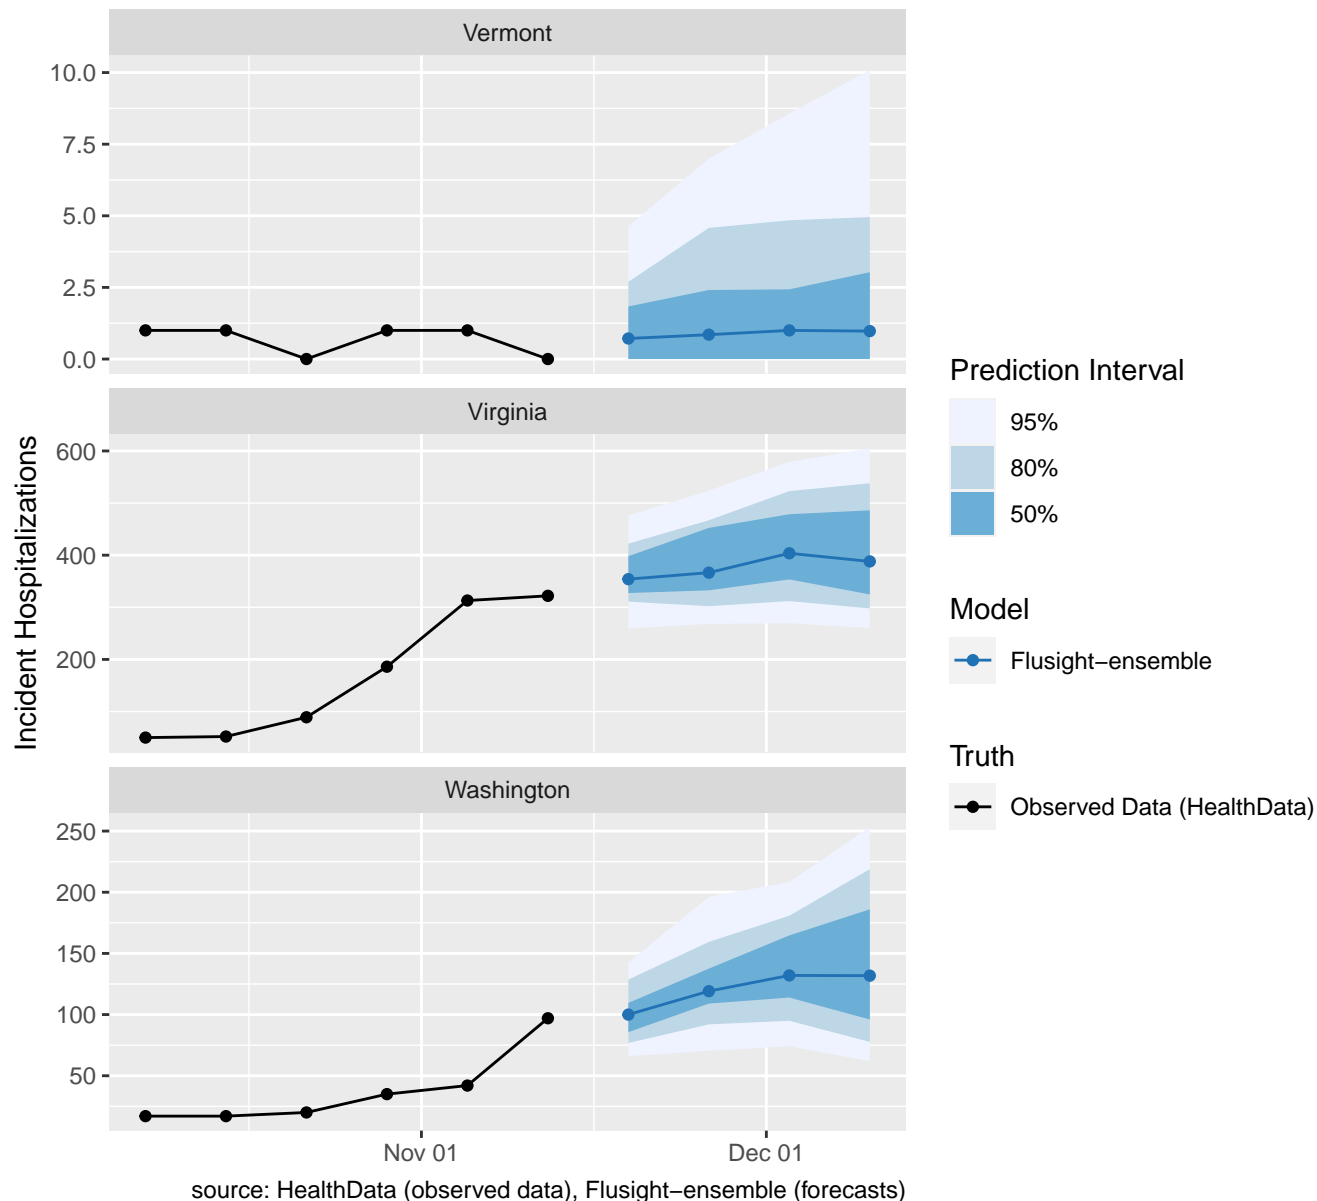 Vermont
10.0
7.5
5.0
2.5
0.0
Virginia
600
400
200
Washington
250
200
150
100
50
Incident Hospitalizations
Nov 01
Dec 01
source: HealthData (observed data), Flusight−ensemble (forecasts)
Prediction Interval
95%
80%
50%
Model
Flusight−ensemble
Truth
Observed Data (HealthData)